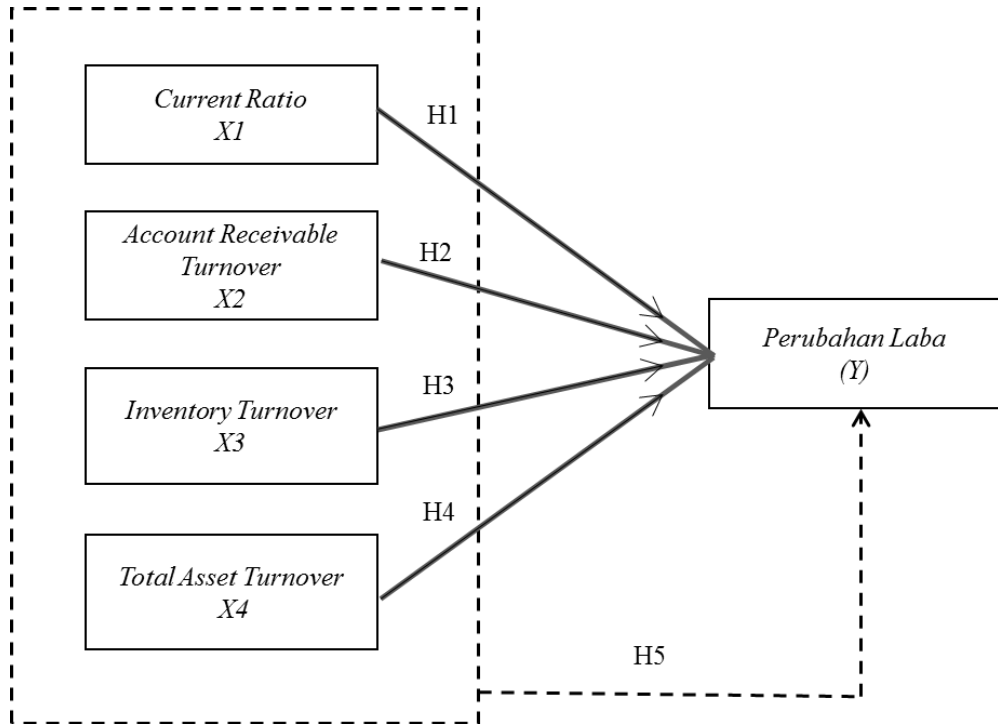 Current Ratio
X1
H1
Account Receivable
Turnover
X2
H2
Perubahan Laba
(Y)
Inventory Turnover
X3
H3
H4
Total Asset Turnover
X4
H5